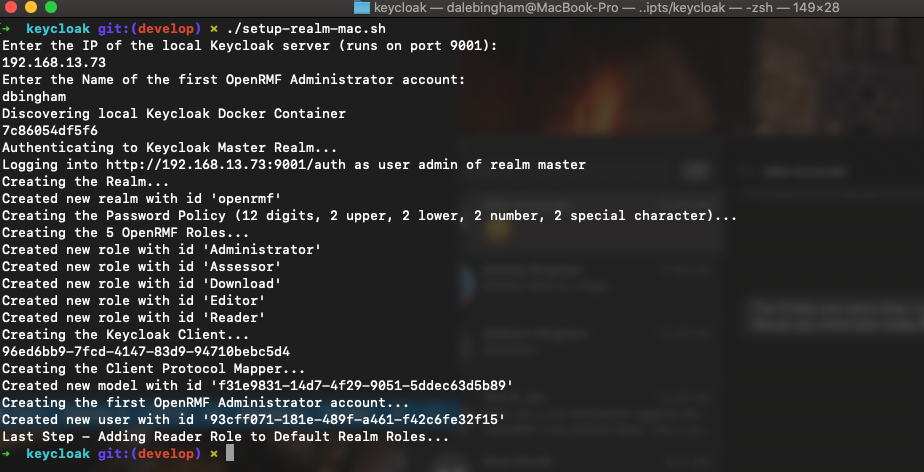 keycloak — dalebingham@MacBook-Pro — ..ipts/keycloak — -zsh — 149×28
➜  keycloak git:(develop) ✗ ./setup-realm-mac.sh
Enter the IP of the local Keycloak server (runs on port 9001):
192.168.13.73
Enter the Name of the first OpenRMF Administrator account:
dbingham
Discovering local Keycloak Docker Container
7c86054df5f6
Authenticating to Keycloak Master Realm...
Logging into http://192.168.13.73:9001/auth as user admin of realm master
Creating the Realm...
Created new realm with id 'openrmf'
Creating the Password Policy (12 digits, 2 upper, 2 lower, 2 number, 2 special character)...
Creating the 5 OpenRMF Roles...
Created new role with id 'Administrator'
Created new role with id 'Assessor'
Created new role with id 'Download'
Created new role with id 'Editor'
Created new role with id 'Reader'
Creating the Keycloak Client...
96ed6bb9-7fcd-4147-83d9-94710bebc5d4
Creating the Client Protocol Mapper...
Created new model with id 'f31e9831-14d7-4f29-9051-5ddec63d5b89'
Creating the first OpenRMF Administrator account...
Created new user with id '93cff071-181e-489f-a461-f42c6fe32f15'
Last Step – Adding Reader Role to Default Realm Roles...
➜  keycloak git:(develop) ✗